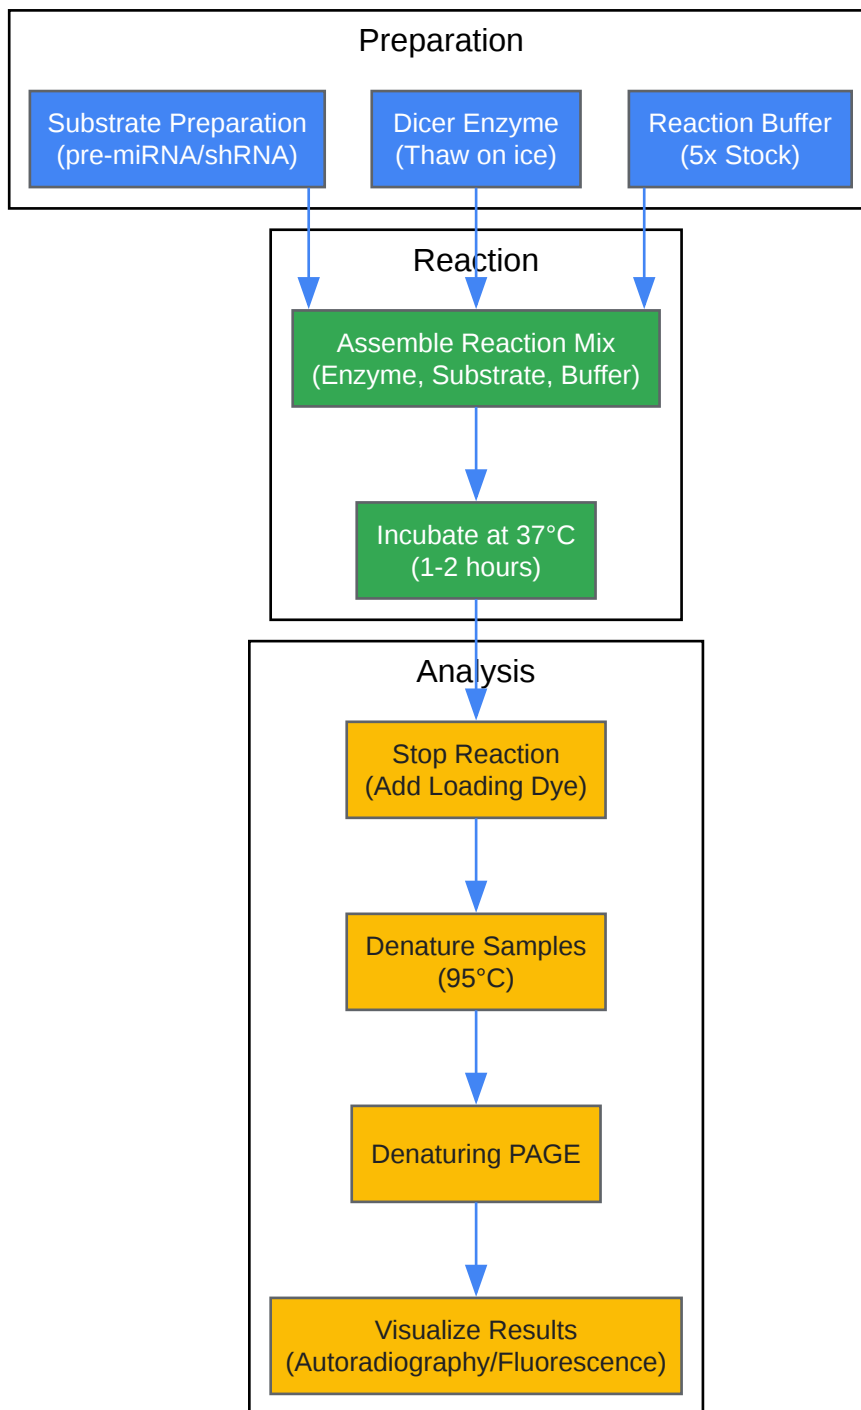 Preparation
Substrate Preparation
(pre-miRNA/shRNA)
Dicer Enzyme
(Thaw on ice)
Reaction Buffer
(5x Stock)
Reaction
Assemble Reaction Mix
(Enzyme, Substrate, Buffer)
Incubate at 37°C
(1-2 hours)
Analysis
Stop Reaction
(Add Loading Dye)
Denature Samples
(95°C)
Denaturing PAGE
Visualize Results
(Autoradiography/Fluorescence)